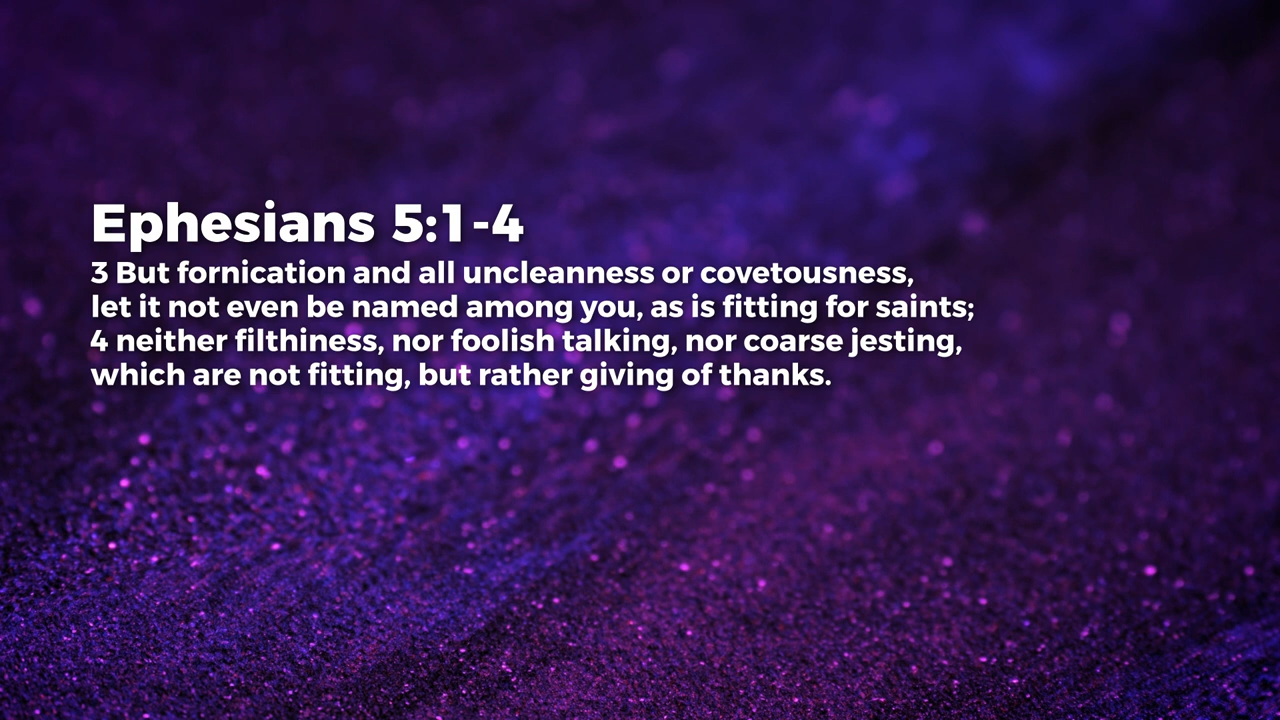 Ephesians 5:1-4
3 But fornication and all uncleanness or covetousness,
let it not even be named among you, as is fitting for saints;
4 neither filthiness, nor foolish talking, nor coarse jesting,
which are not fitting, but rather giving of thanks.